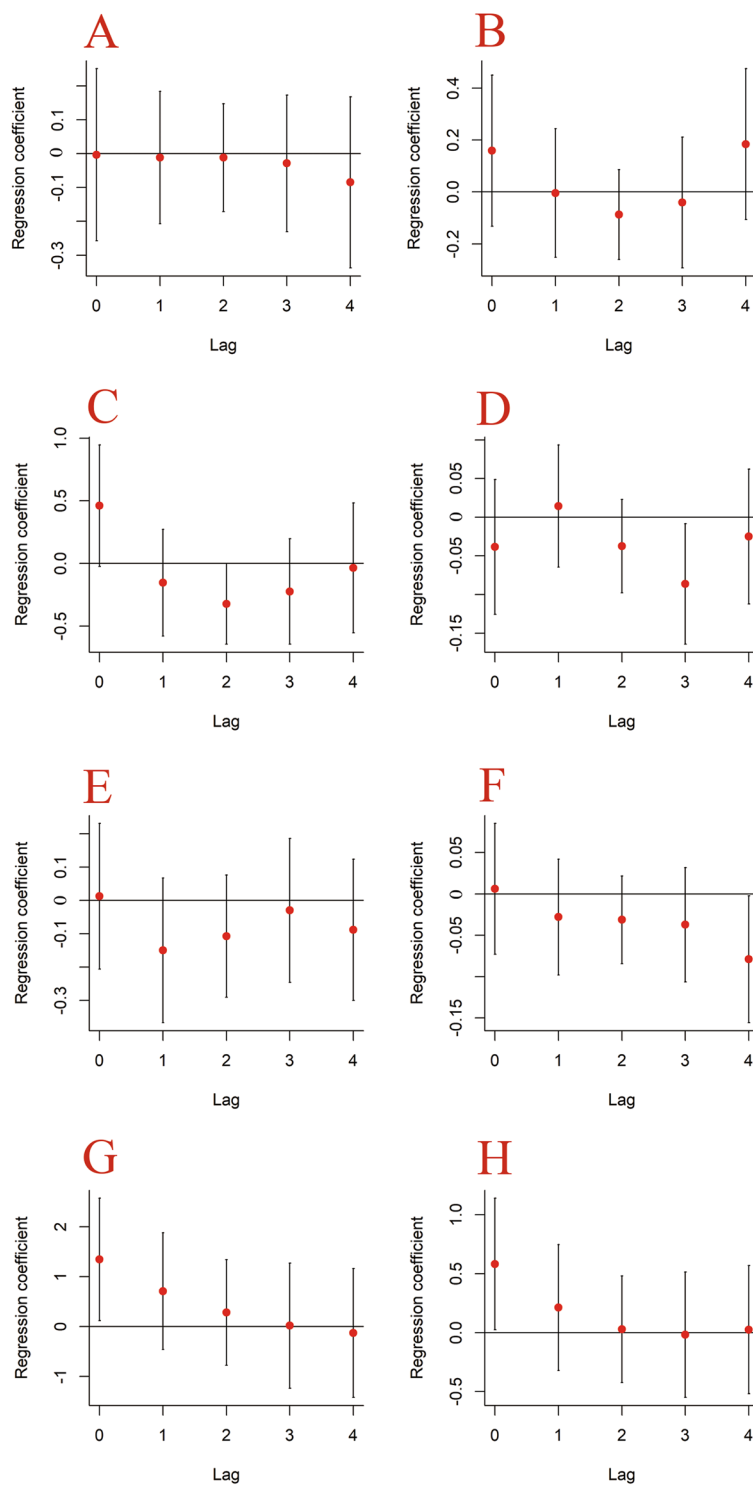 A
Regression coefficient
0.1
0
-0.1
-0.3
0 1 2 3 4
Lag
B
Regression coefficient
0.4
0.2
0.0
-0.2
0 1 2 3 4
Lag
C
Regression coefficient
1.0
0.5
0.0
-0.5
0 1 2 3 4
Lag
D
Regression coefficient
0.05
0
-0.05
-0.15
0 1 2 3 4
Lag
E
Regression coefficient
0.1
0
-0.1
-0.3
0 1 2 3 4
Lag
F
Regression coefficient
0.05
0
-0.05
-0.15
0 1 2 3 4
Lag
G
Regression coefficient
2
1
0
-1
0 1 2 3 4
Lag
H
Regression coefficient
1.0
0.5
0.0
-0.5
0 1 2 3 4
Lag